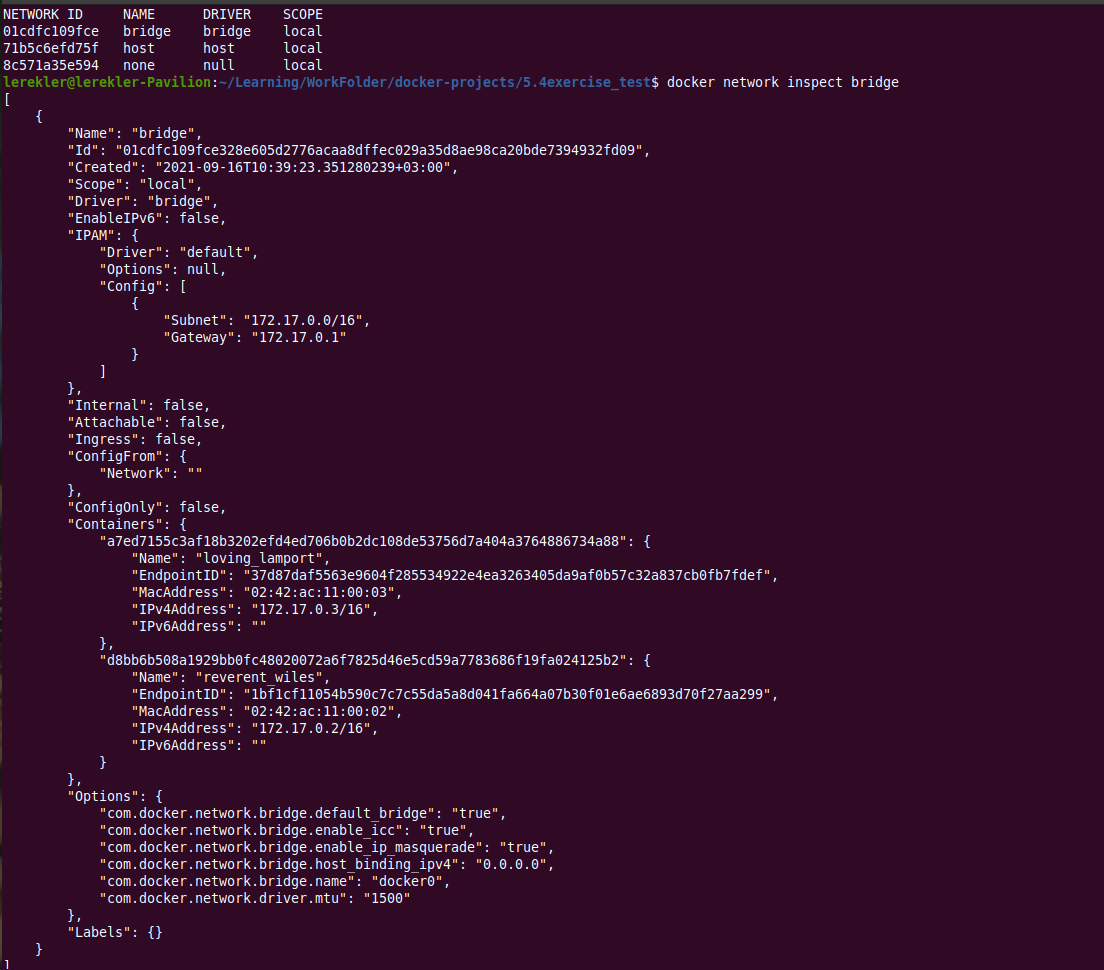 NETWORK ID     NAME      DRIVER    SCOPE
01cdfc109fce   bridge    bridge    local
71b5c6efd75f   host      host      local
8c571a35e594   none      null      local
lerekler@lerekler-Pavilion:~/Learning/WorkFolder/docker-projects/5.4exercise_test$ docker network inspect bridge
[
    {
        "Name": "bridge",
        "Id": "01cdfc109fce328e605d2776acaa8dffec029a35d8ae98ca20bde7394932fd09",
        "Created": "2021-09-16T10:39:23.351280239+03:00",
        "Scope": "local",
        "Driver": "bridge",
        "EnableIPv6": false,
        "IPAM": {
            "Driver": "default",
            "Options": null,
            "Config": [
                {
                    "Subnet": "172.17.0.0/16",
                    "Gateway": "172.17.0.1"
                }
            ]
        },
        "Internal": false,
        "Attachable": false,
        "Ingress": false,
        "ConfigFrom": {
            "Network": ""
        },
        "ConfigOnly": false,
        "Containers": {
            "a7ed7155c3af18b3202efd4ed706b0b2dc108de53756d7a404a3764886734a88": {
                "Name": "loving_lamport",
                "EndpointID": "37d87daf5563e9604f285534922e4ea3263405da9af0b57c32a837cb0fb7fdef",
                "MacAddress": "02:42:ac:11:00:03",
                "IPv4Address": "172.17.0.3/16",
                "IPv6Address": ""
            },
            "d8bb6b508a1929bb0fc48020072a6f7825d46e5cd59a7783686f19fa024125b2": {
                "Name": "reverent_wiles",
                "EndpointID": "1bf1cf11054b590c7c7c55da5a8d041fa664a07b30f01e6ae6893d70f27aa299",
                "MacAddress": "02:42:ac:11:00:02",
                "IPv4Address": "172.17.0.2/16",
                "IPv6Address": ""
            }
        },
        "Options": {
            "com.docker.network.bridge.default_bridge": "true",
            "com.docker.network.bridge.enable_icc": "true",
            "com.docker.network.bridge.enable_ip_masquerade": "true",
            "com.docker.network.bridge.host_binding_ipv4": "0.0.0.0",
            "com.docker.network.bridge.name": "docker0",
            "com.docker.network.driver.mtu": "1500"
        },
        "Labels": {}
    }
]